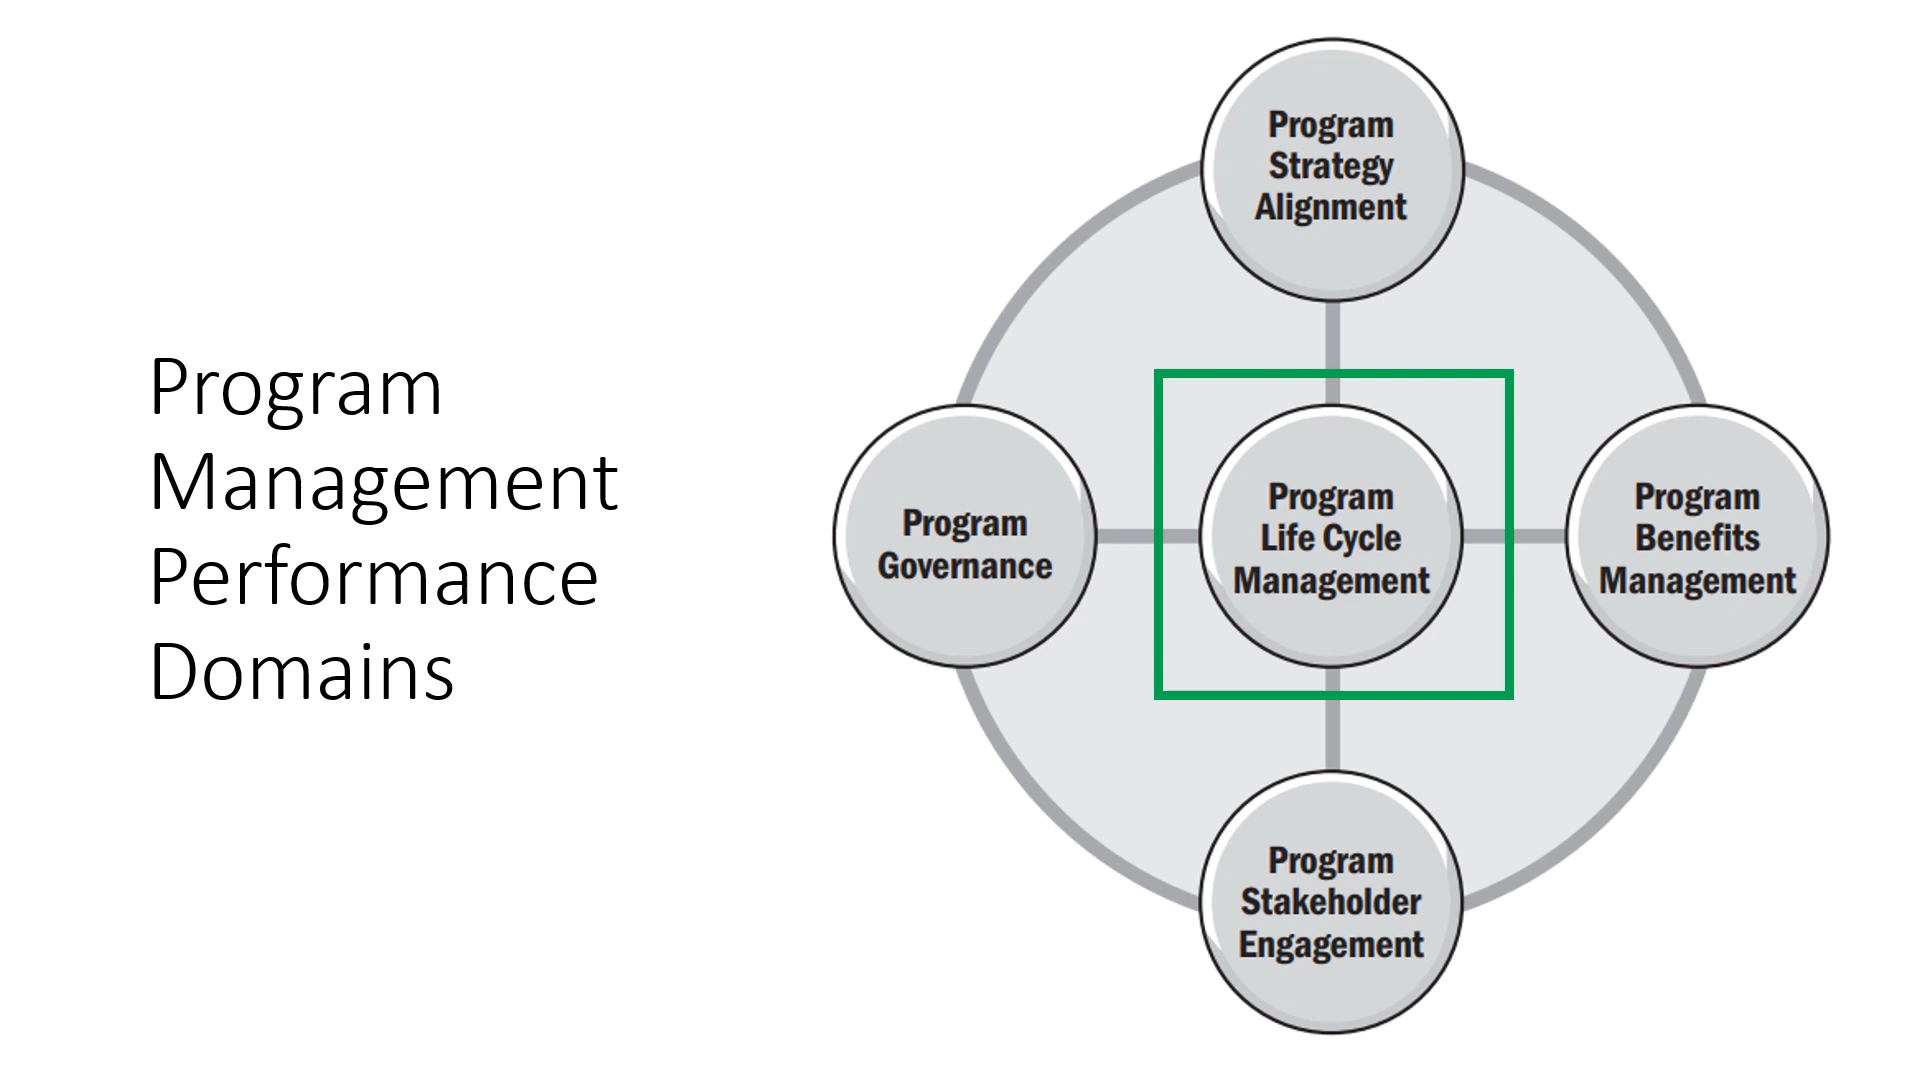 Program
Management
Performance
Domains
Program
Strategy
Alignment
Program
Governance
Program
Life Cycle
Management
Program
Benefits
Management
Program
Stakeholder
Engagement